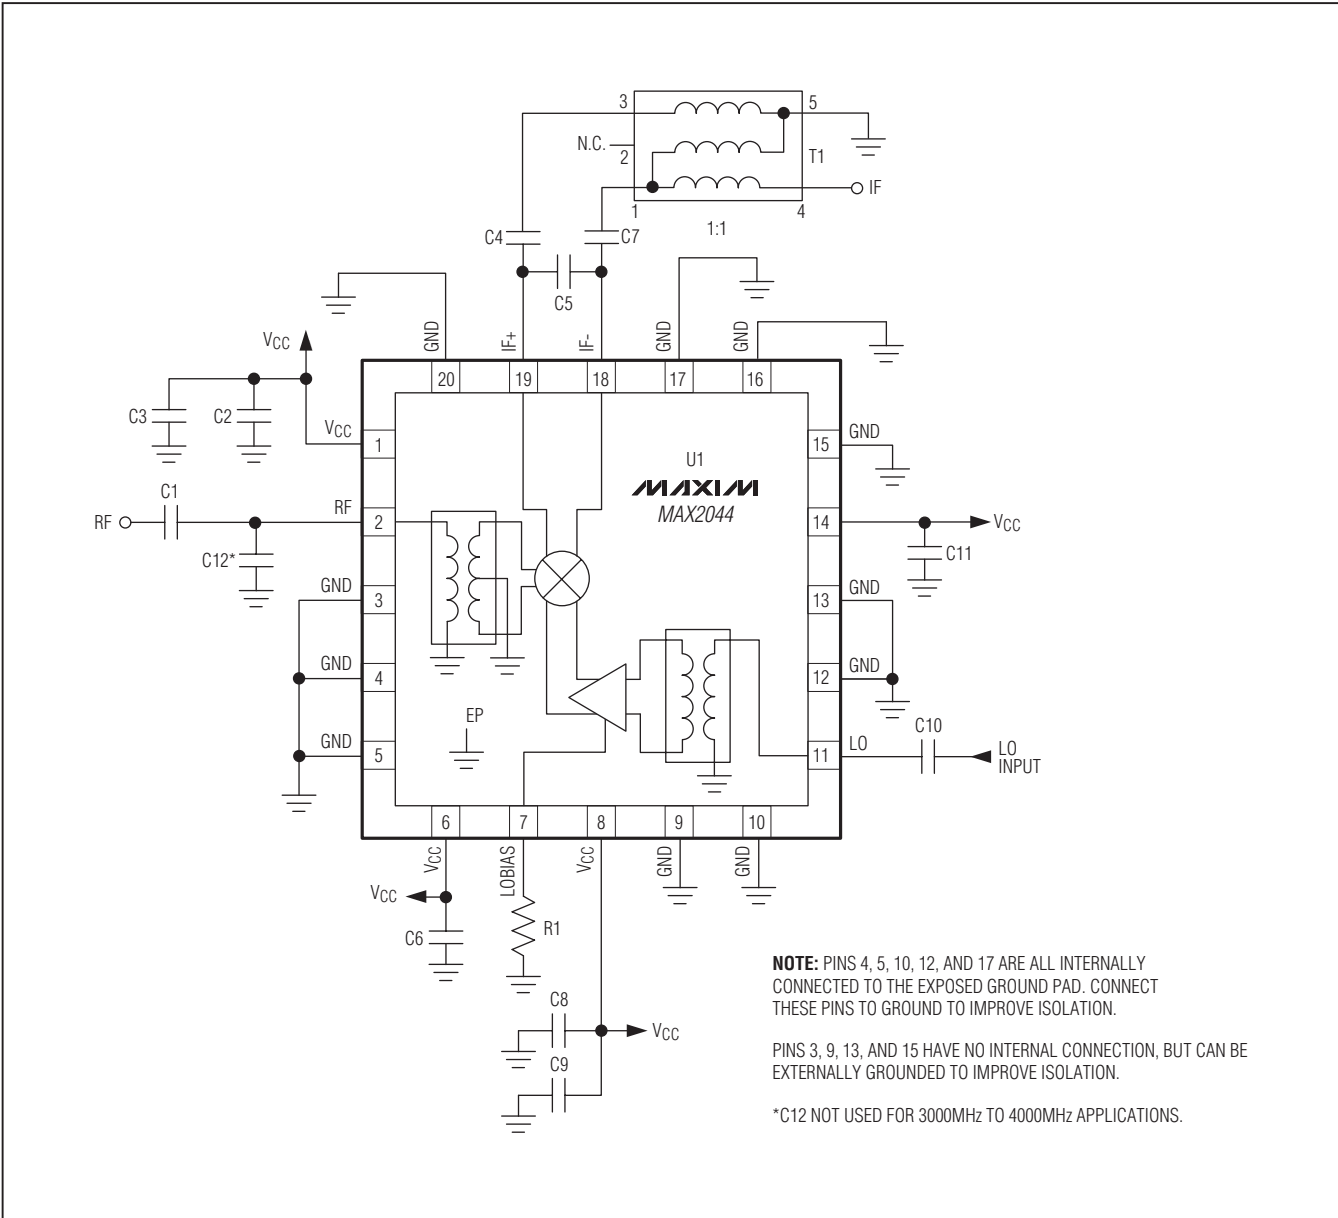 3
5
N.C.
2
T1
IF
1
4
1:1
C4
C7
C5
GND
IF+
IF-
GND
GND
VCC
20
19
18
17
16
C3
C2
VCC
1
15
GND
U1
MAXIM
MAX2044
C1
RF
RF
2
14
VCC
C12*
C11
GND
3
13
GND
GND
4
12
GND
EP
C10
GND
5
11
LO
LO
INPUT
6
7
8
9
10
VCC
LOBIAS
VCC
GND
GND
VCC
C6
R1
C8
VCC
C9
NOTE: PINS 4, 5, 10, 12, AND 17 ARE ALL INTERNALLY
CONNECTED TO THE EXPOSED GROUND PAD. CONNECT
THESE PINS TO GROUND TO IMPROVE ISOLATION.
PINS 3, 9, 13, AND 15 HAVE NO INTERNAL CONNECTION, BUT CAN BE
EXTERNALLY GROUNDED TO IMPROVE ISOLATION.
*C12 NOT USED FOR 3000MHz TO 4000MHz APPLICATIONS.